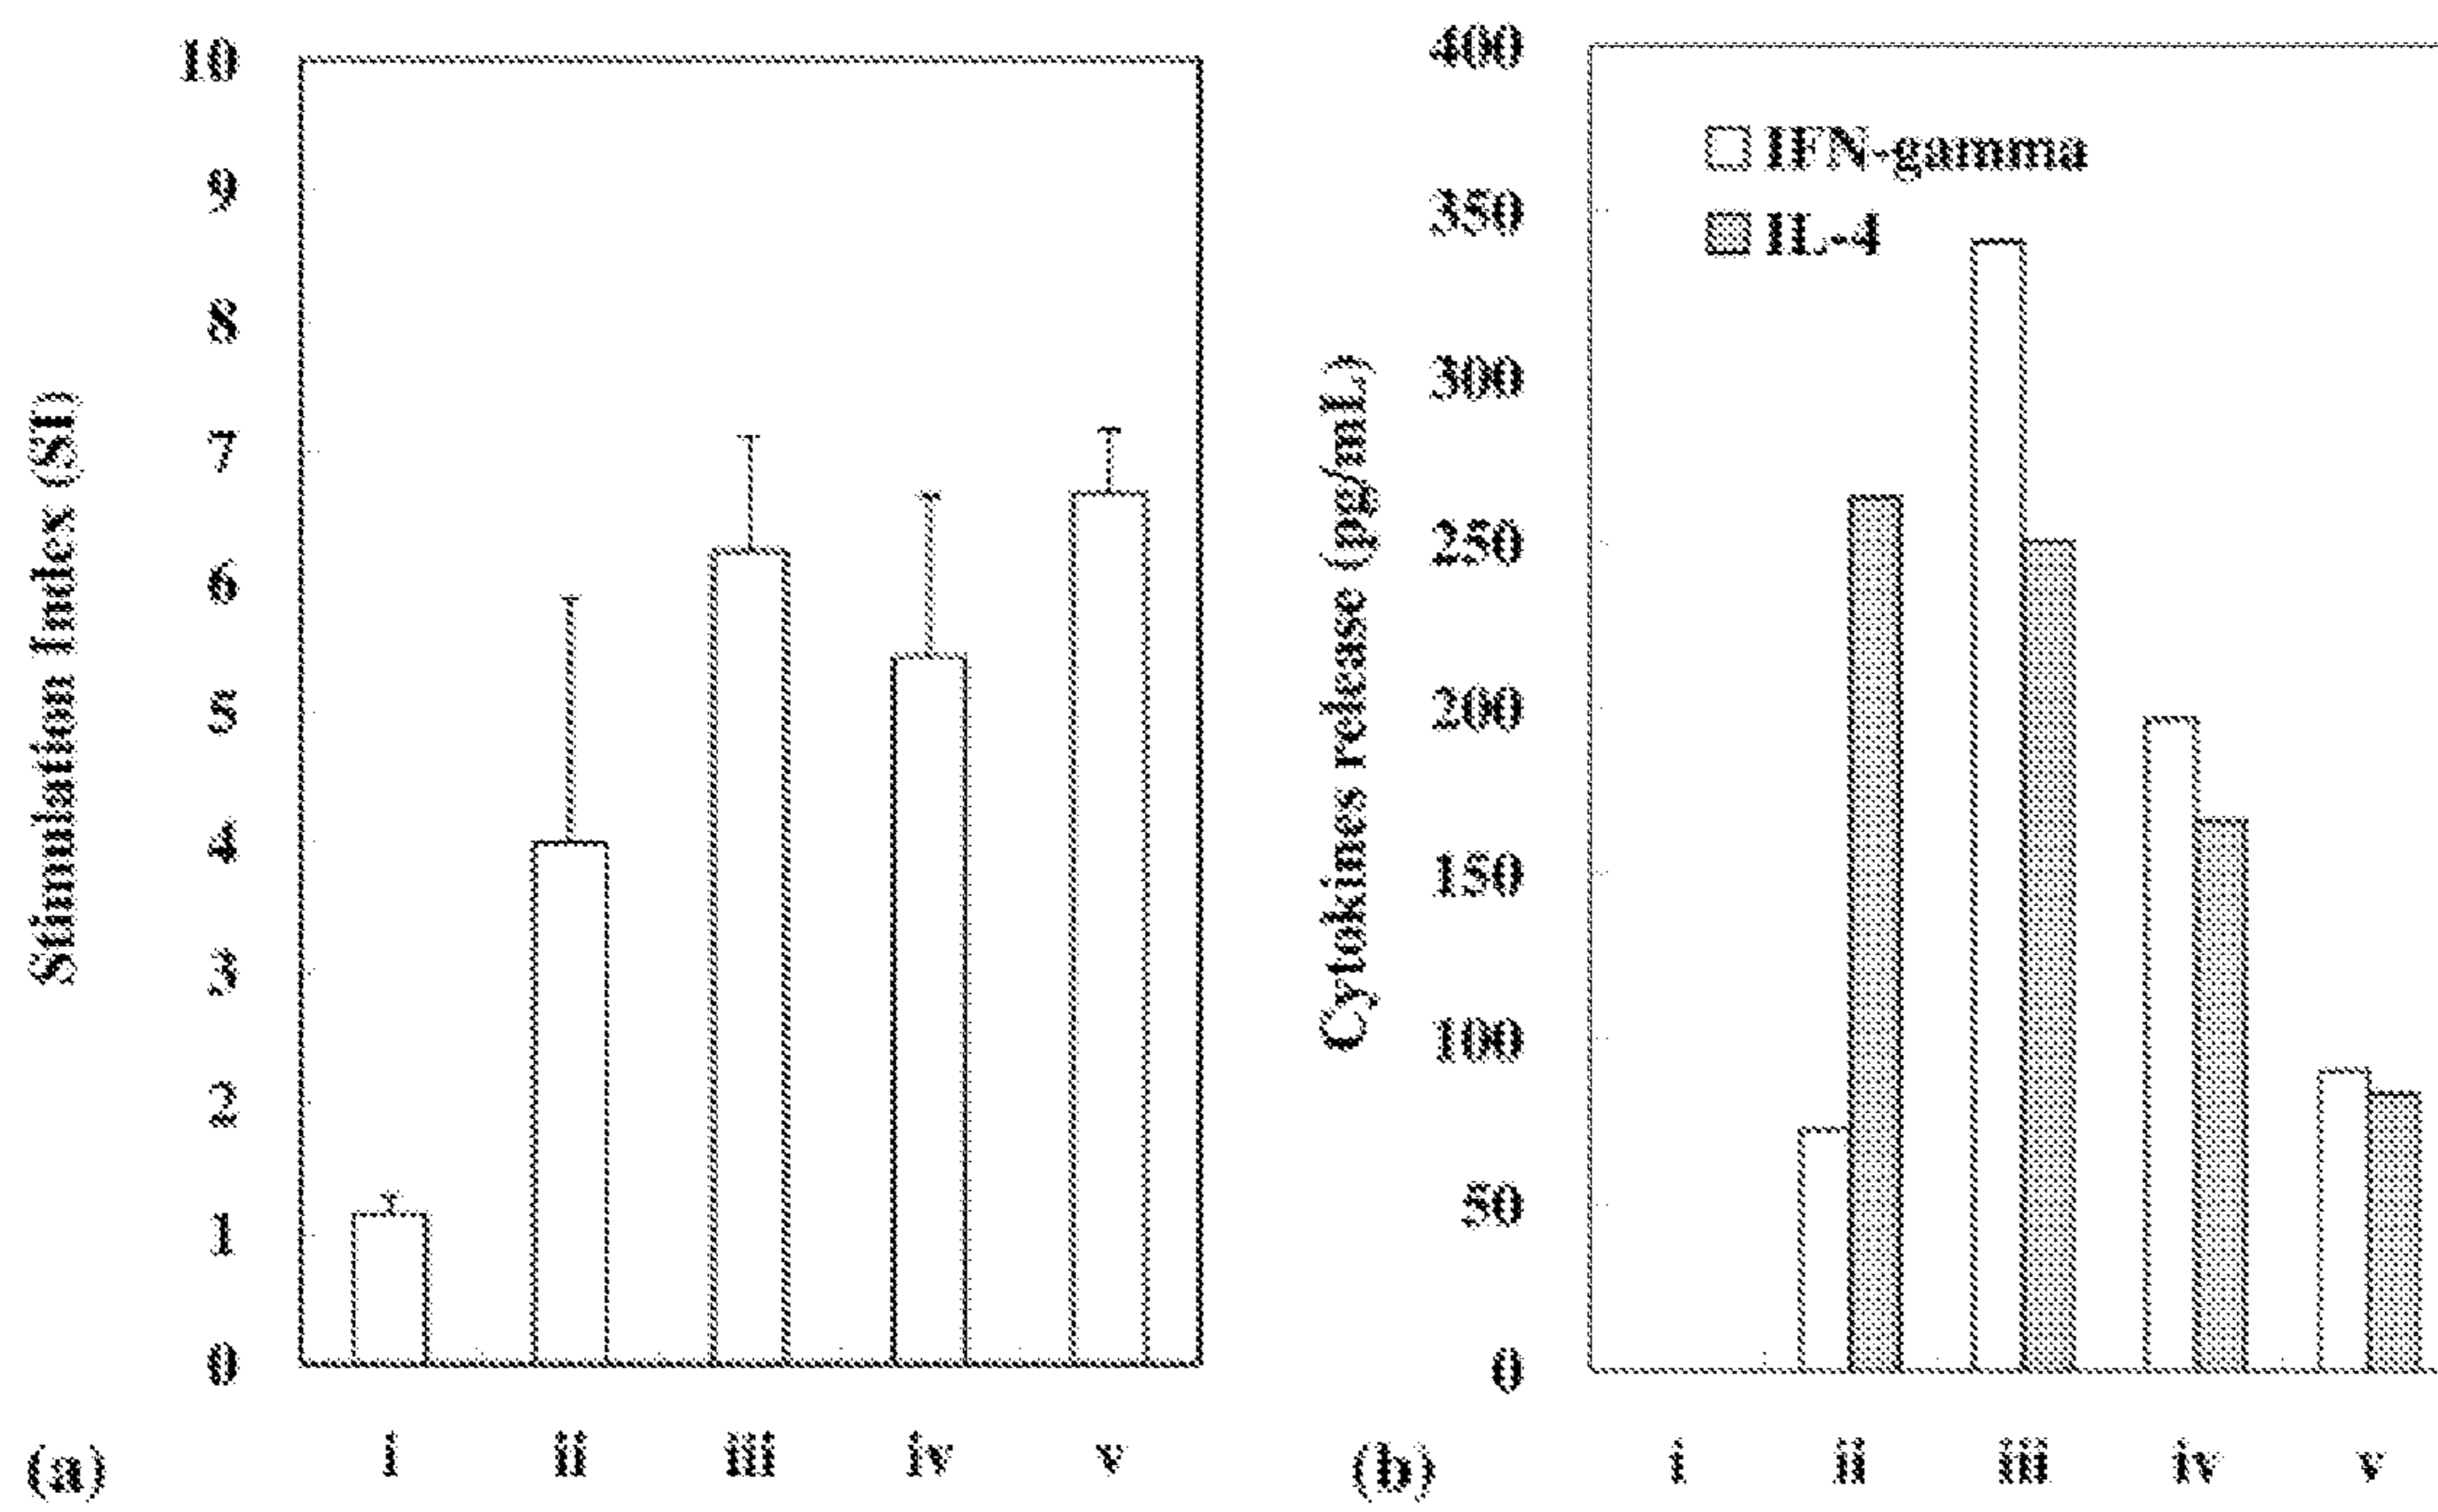 Stimulation Index (SI)
10
9
8
7
6
5
4
3
2
1
0
i ii iii iv v
(a)
Cytokines release (pg/mL)
400
350
300
250
200
150
100
50
0
IFN-gamma
IL-4
i ii iii iv v
(b)